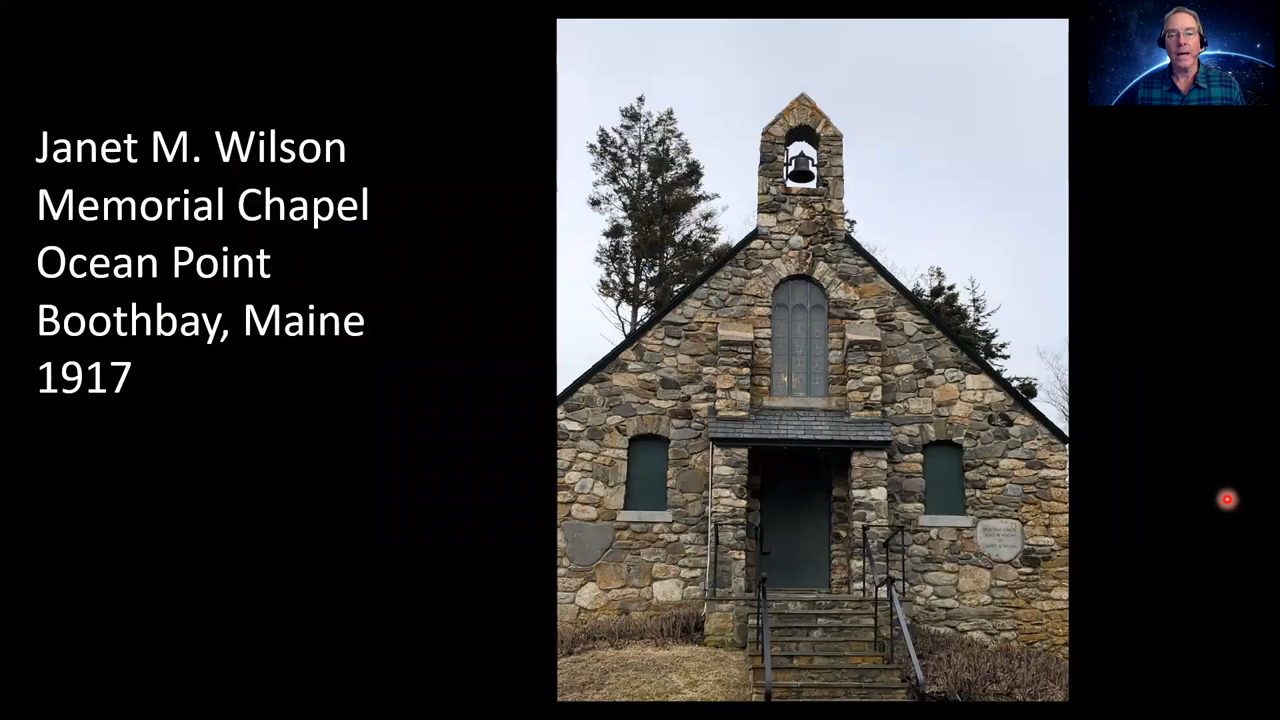 Janet M. Wilson
Memorial Chapel
Ocean Point
Boothbay, Maine
1917